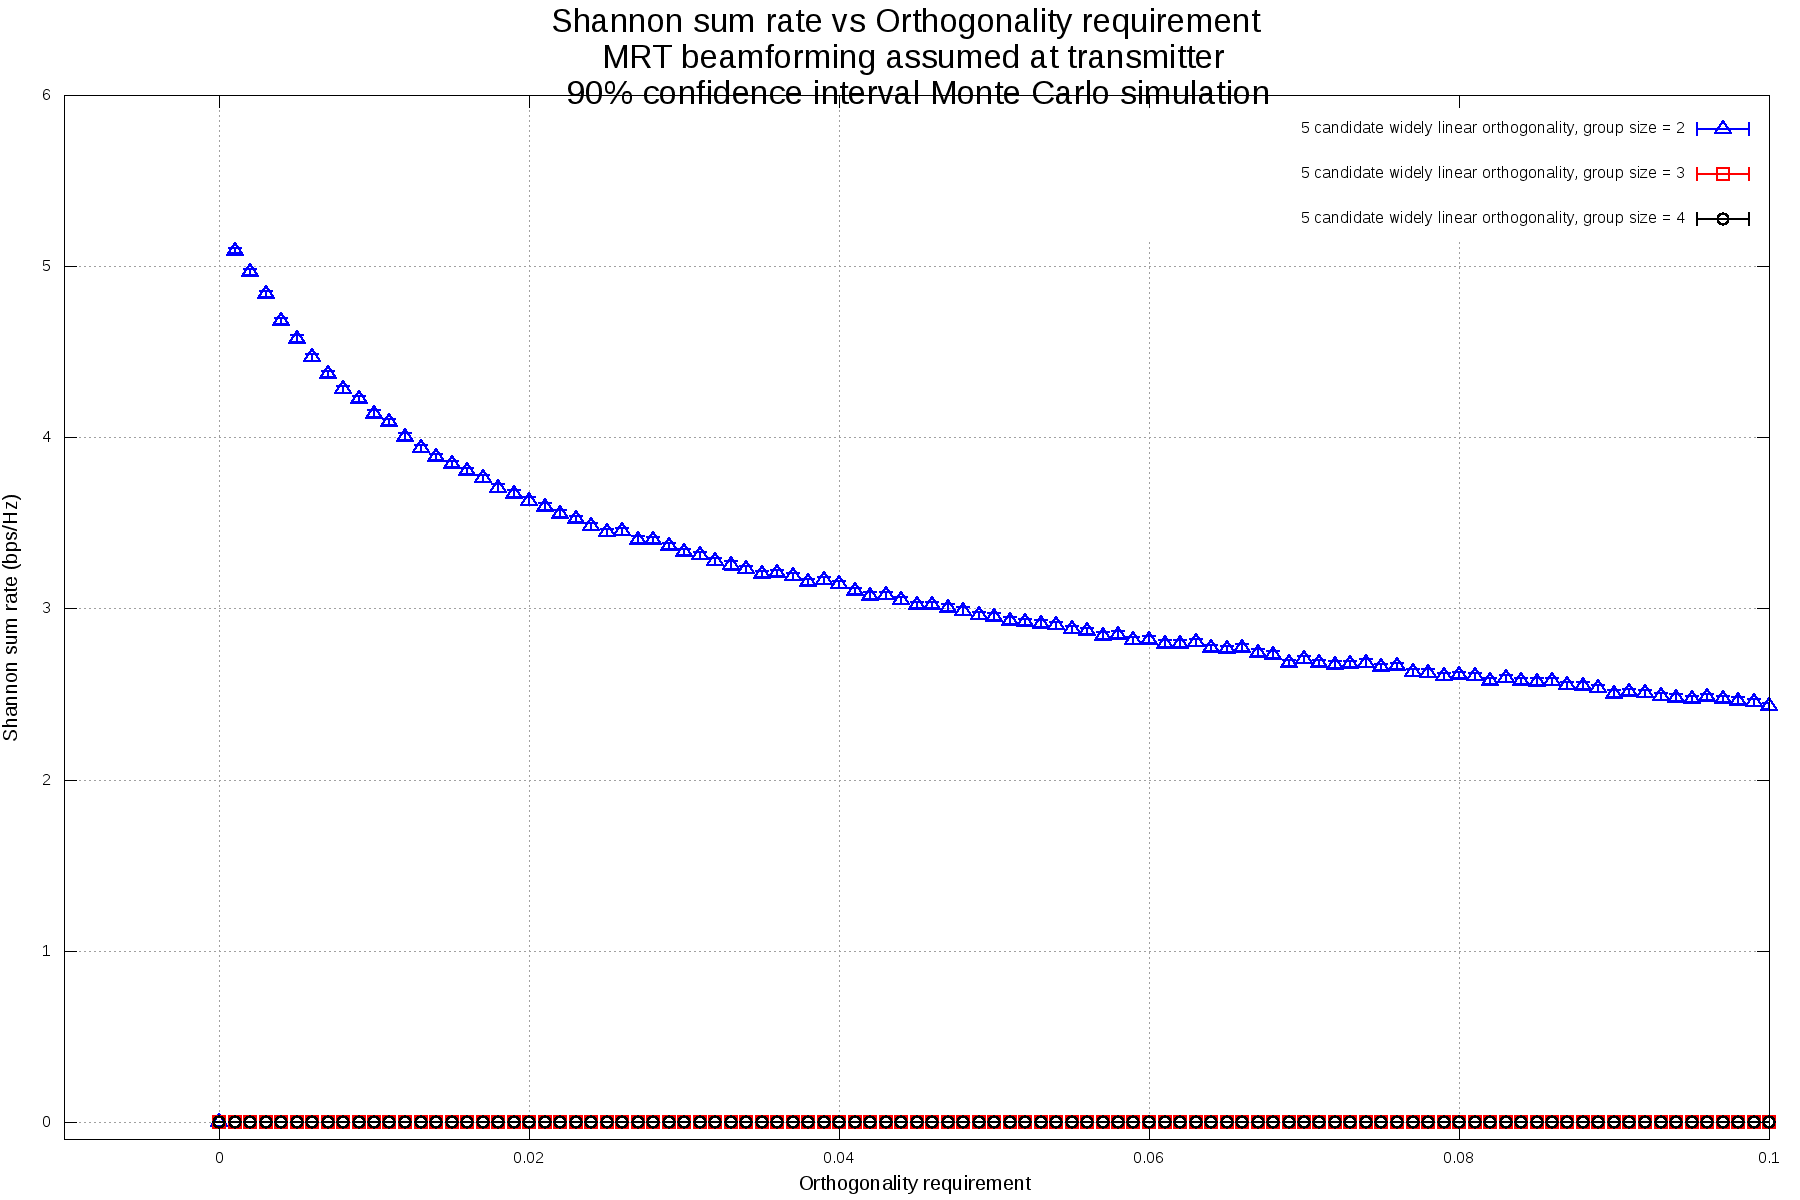 Shannon sum rate vs Orthogonality requirement
MRT beamforming assumed at transmitter
90% confidence interval Monte Carlo simulation
5 candidate widely linear orthogonality, group size = 2
5 candidate widely linear orthogonality, group size = 3
5 candidate widely linear orthogonality, group size = 4
Shannon sum rate (bps/Hz)
6
5
4
3
2
1
0
0 0.02 0.04 0.06 0.08 0.1
Orthogonality requirement